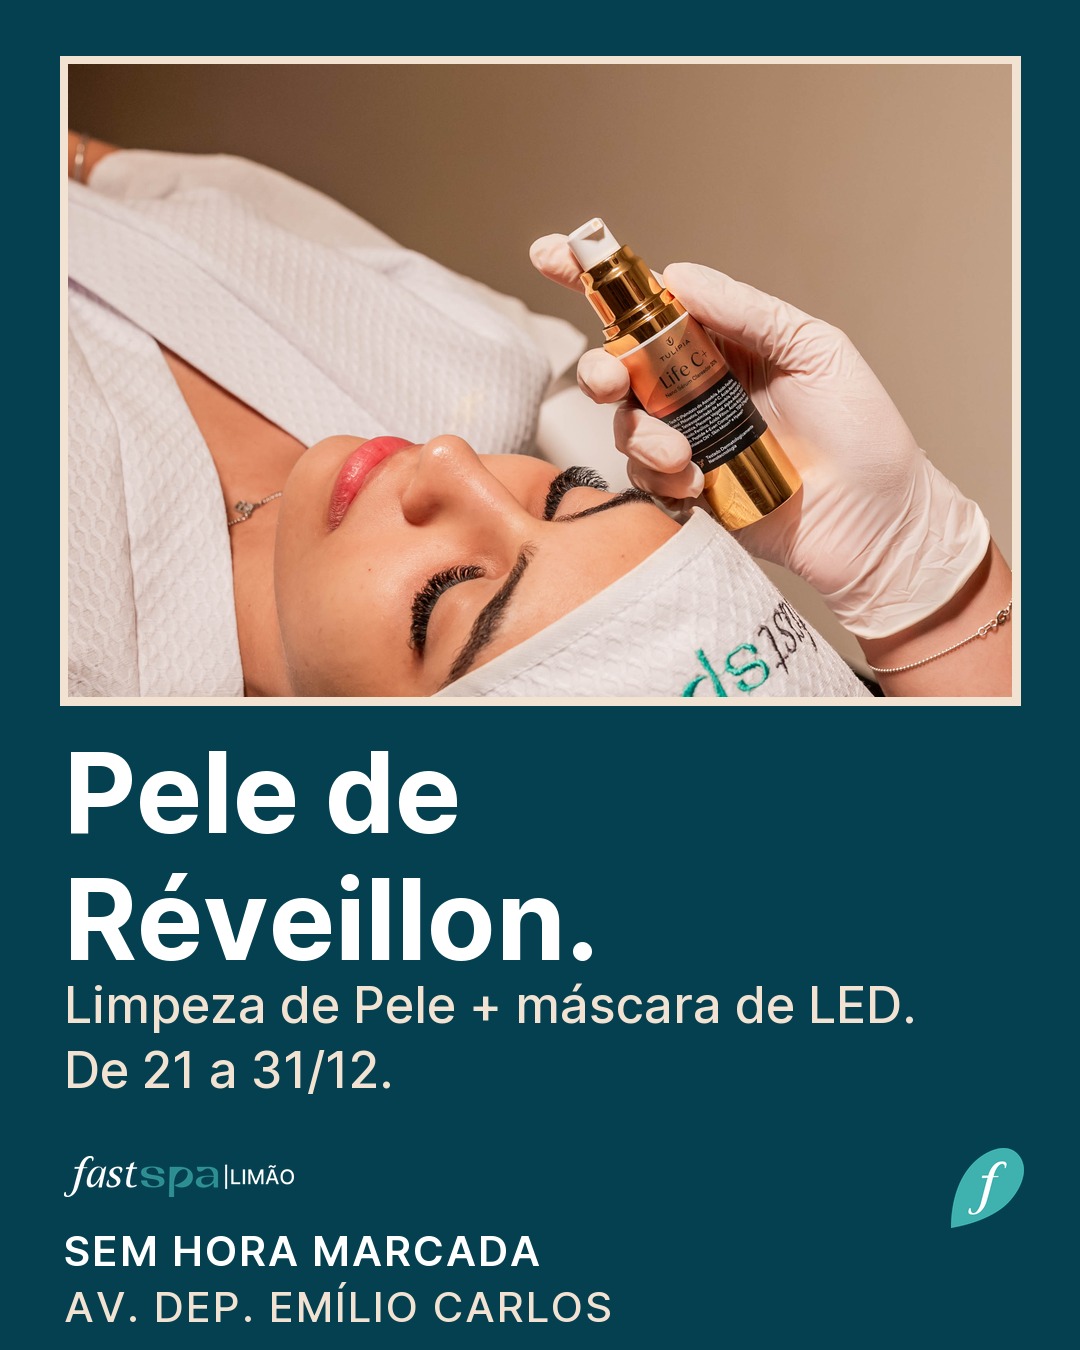 TULIPIA
Life C+
Pele de
Réveillon.
Limpeza de Pele + máscara de LED.
De 21 a 31/12.
fastspa|LIMÃO
f
SEM HORA MARCADA
AV. DEP. EMÍLIO CARLOS